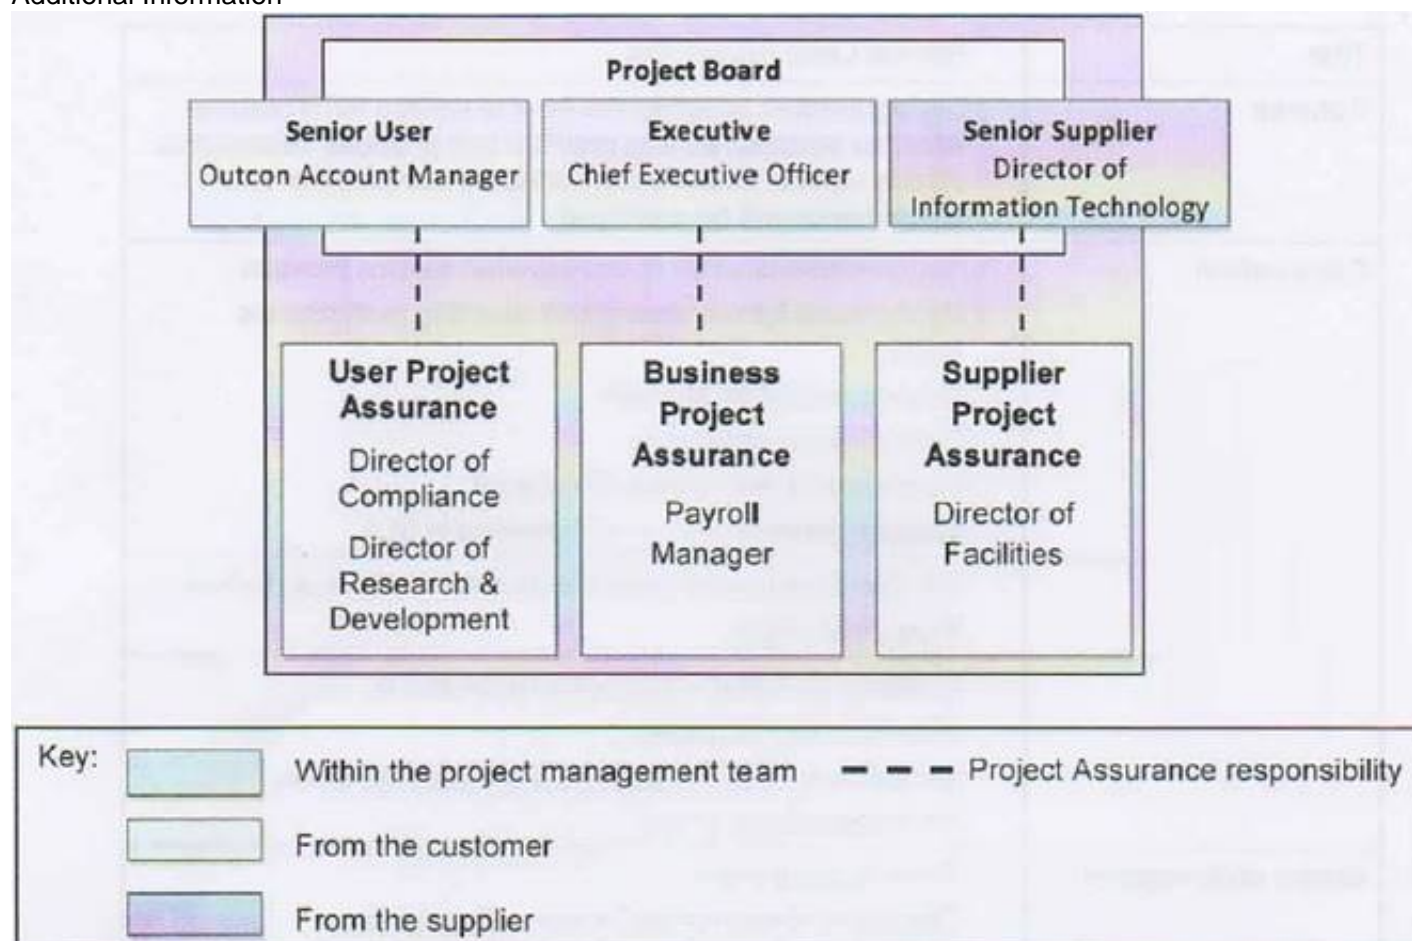 Additional Information
Project Board
Senior User
Outcon Account Manager
Executive
Chief Executive Officer
Senior Supplier
Director of
Information Technology
User Project
Assurance
Director of
Compliance
Director of
Research &
Development
Business
Project
Assurance
Payroll
Manager
Supplier
Project
Assurance
Director of
Facilities
Key:
Within the project management team
Project Assurance responsibility
From the customer
From the supplier